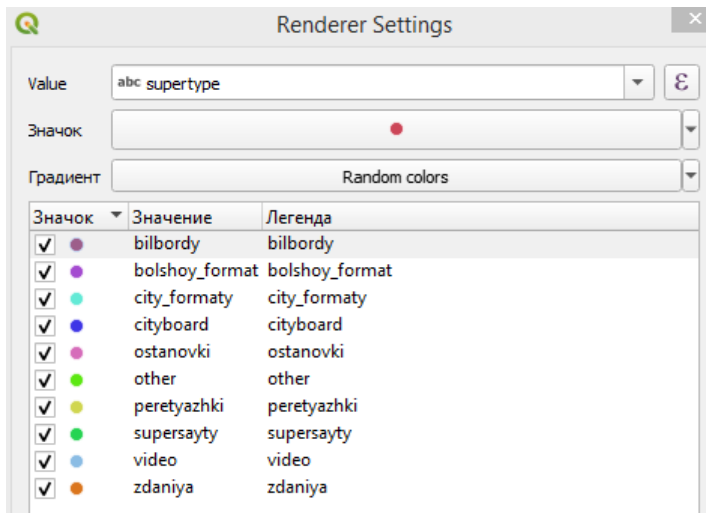 Renderer Settings
Value abc supertype ε
Значок
Градиент Random colors
Значок Значение Легенда
bilbordy bilbordy
bolshoy_format bolshoy_format
city_formaty city_formaty
cityboard cityboard
ostanovki ostanovki
other other
peretyazhki peretyazhki
supersayty supersayty
video video
zdaniya zdaniya